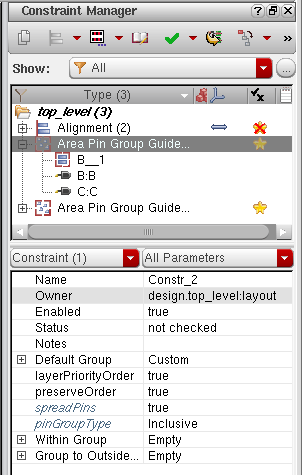 Constraint Manager
»
Show: All ...
Type (3)
top_level (3)
Alignment (2)
Area Pin Group Guide...
B__1
B:B
C:C
Area Pin Group Guide...
Constraint (1) All Parameters
Name Constr_2
Owner design.top_level:layout
Enabled true
Status not checked
Notes
Default Group Custom
layerPriorityOrder true
preserveOrder true
spreadPins true
pinGroupType Inclusive
Within Group Empty
Group to Outside... Empty